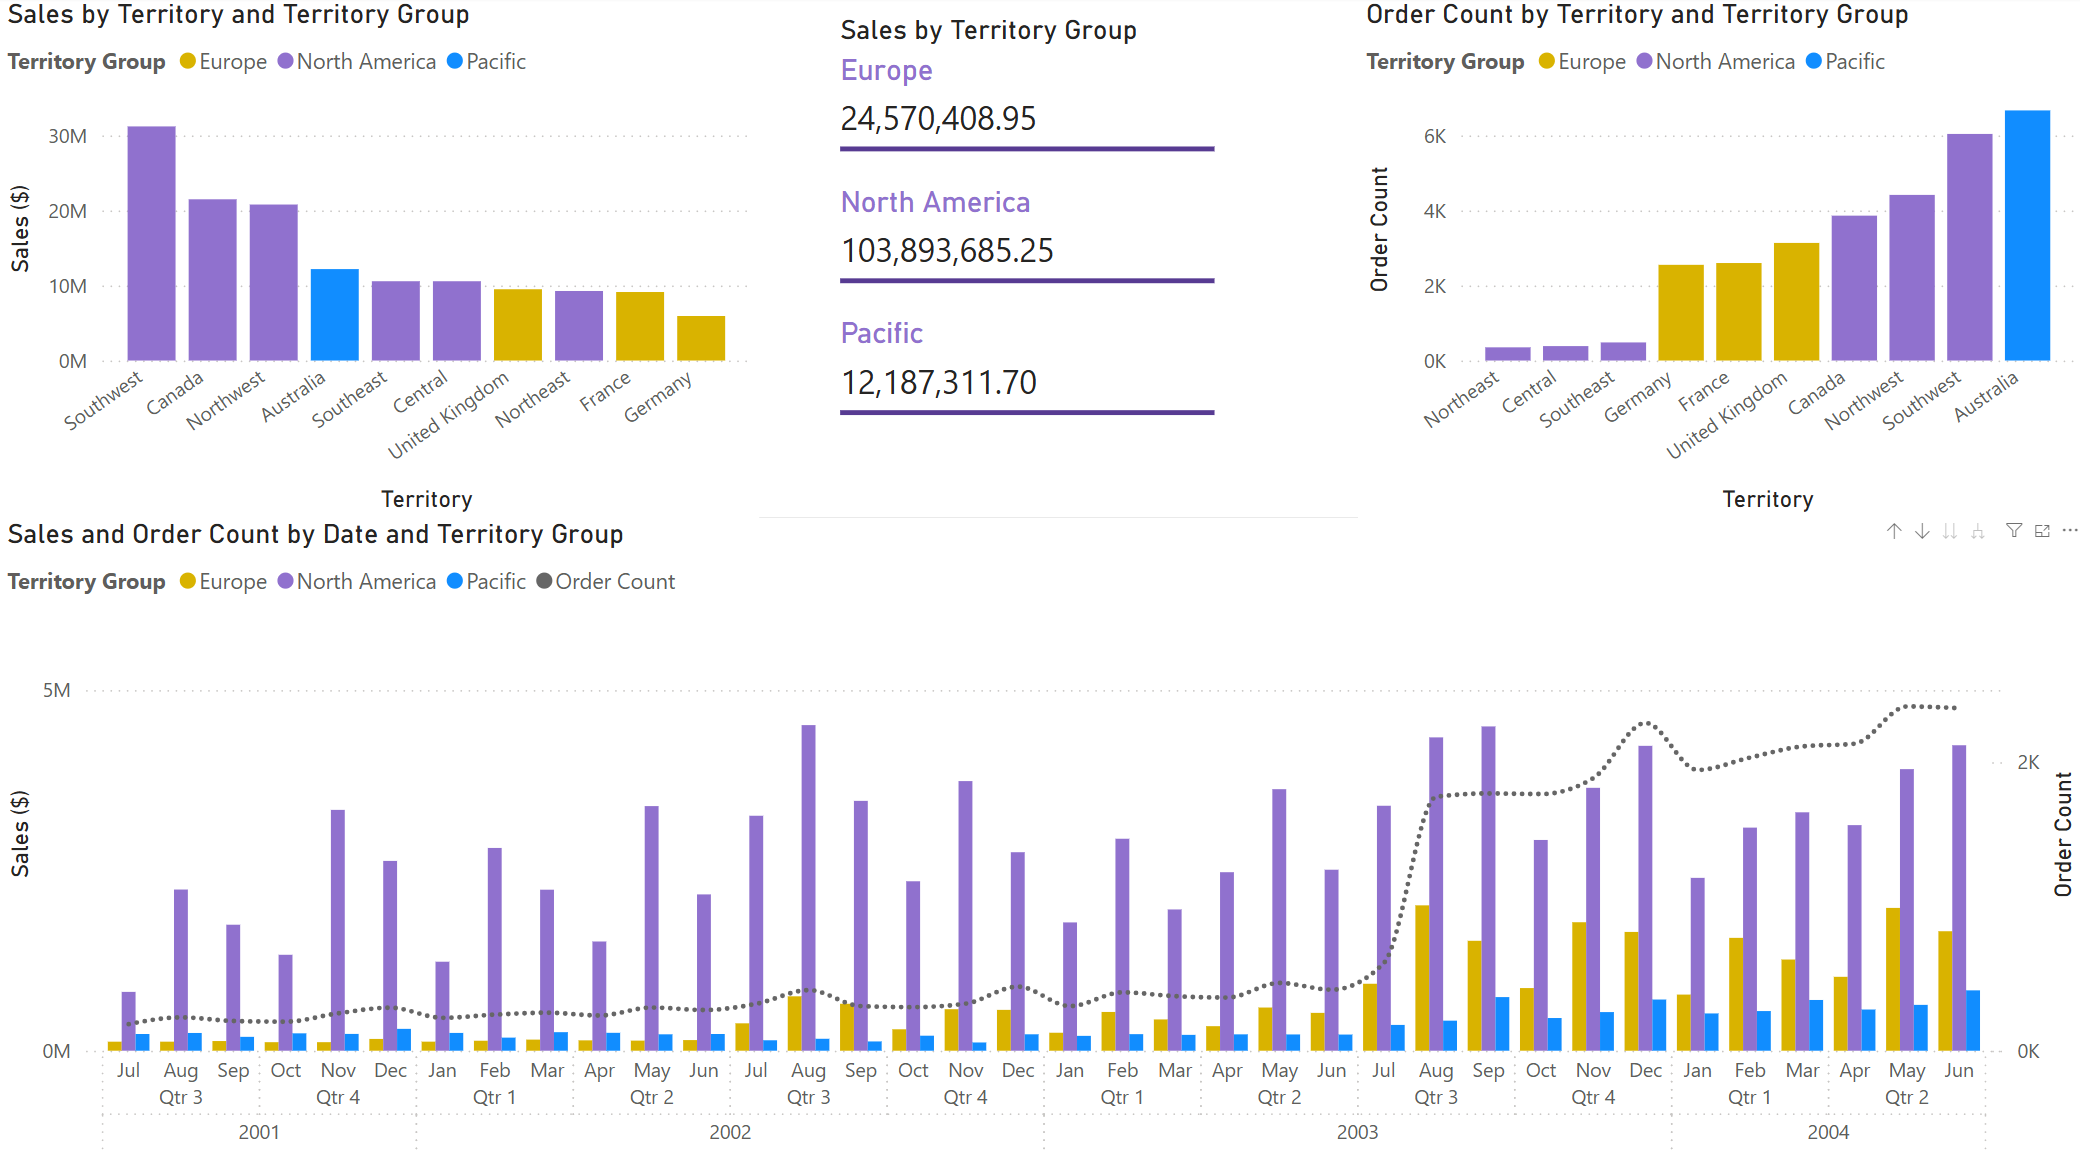 Sales by Territory and Territory Group
Territory Group Europe North America Pacific
30M
20M
10M
0M
Sales ($)
Southwest
Canada
Northwest
Australia
Southeast
Central
United Kingdom
Northeast
France
Germany
Territory
Sales by Territory Group
Europe
24,570,408.95
North America
103,893,685.25
Pacific
12,187,311.70
Order Count by Territory and Territory Group
Territory Group Europe North America Pacific
6K
4K
2K
0K
Order Count
Northeast
Central
Southeast
Germany
France
United Kingdom
Canada
Northwest
Southwest
Australia
Territory
Sales and Order Count by Date and Territory Group
Territory Group Europe North America Pacific Order Count
5M
0M
Sales ($)
2K
0K
Order Count
Jul Aug Sep Oct Nov Dec Jan Feb Mar Apr May Jun Jul Aug Sep Oct Nov Dec Jan Feb Mar Apr May Jun Jul Aug Sep Oct Nov Dec Jan Feb Mar Apr May Jun
Qtr 3 Qtr 4 Qtr 1 Qtr 2 Qtr 3 Qtr 4 Qtr 1 Qtr 2 Qtr 3 Qtr 4 Qtr 1 Qtr 2
2001 2002 2003 2004